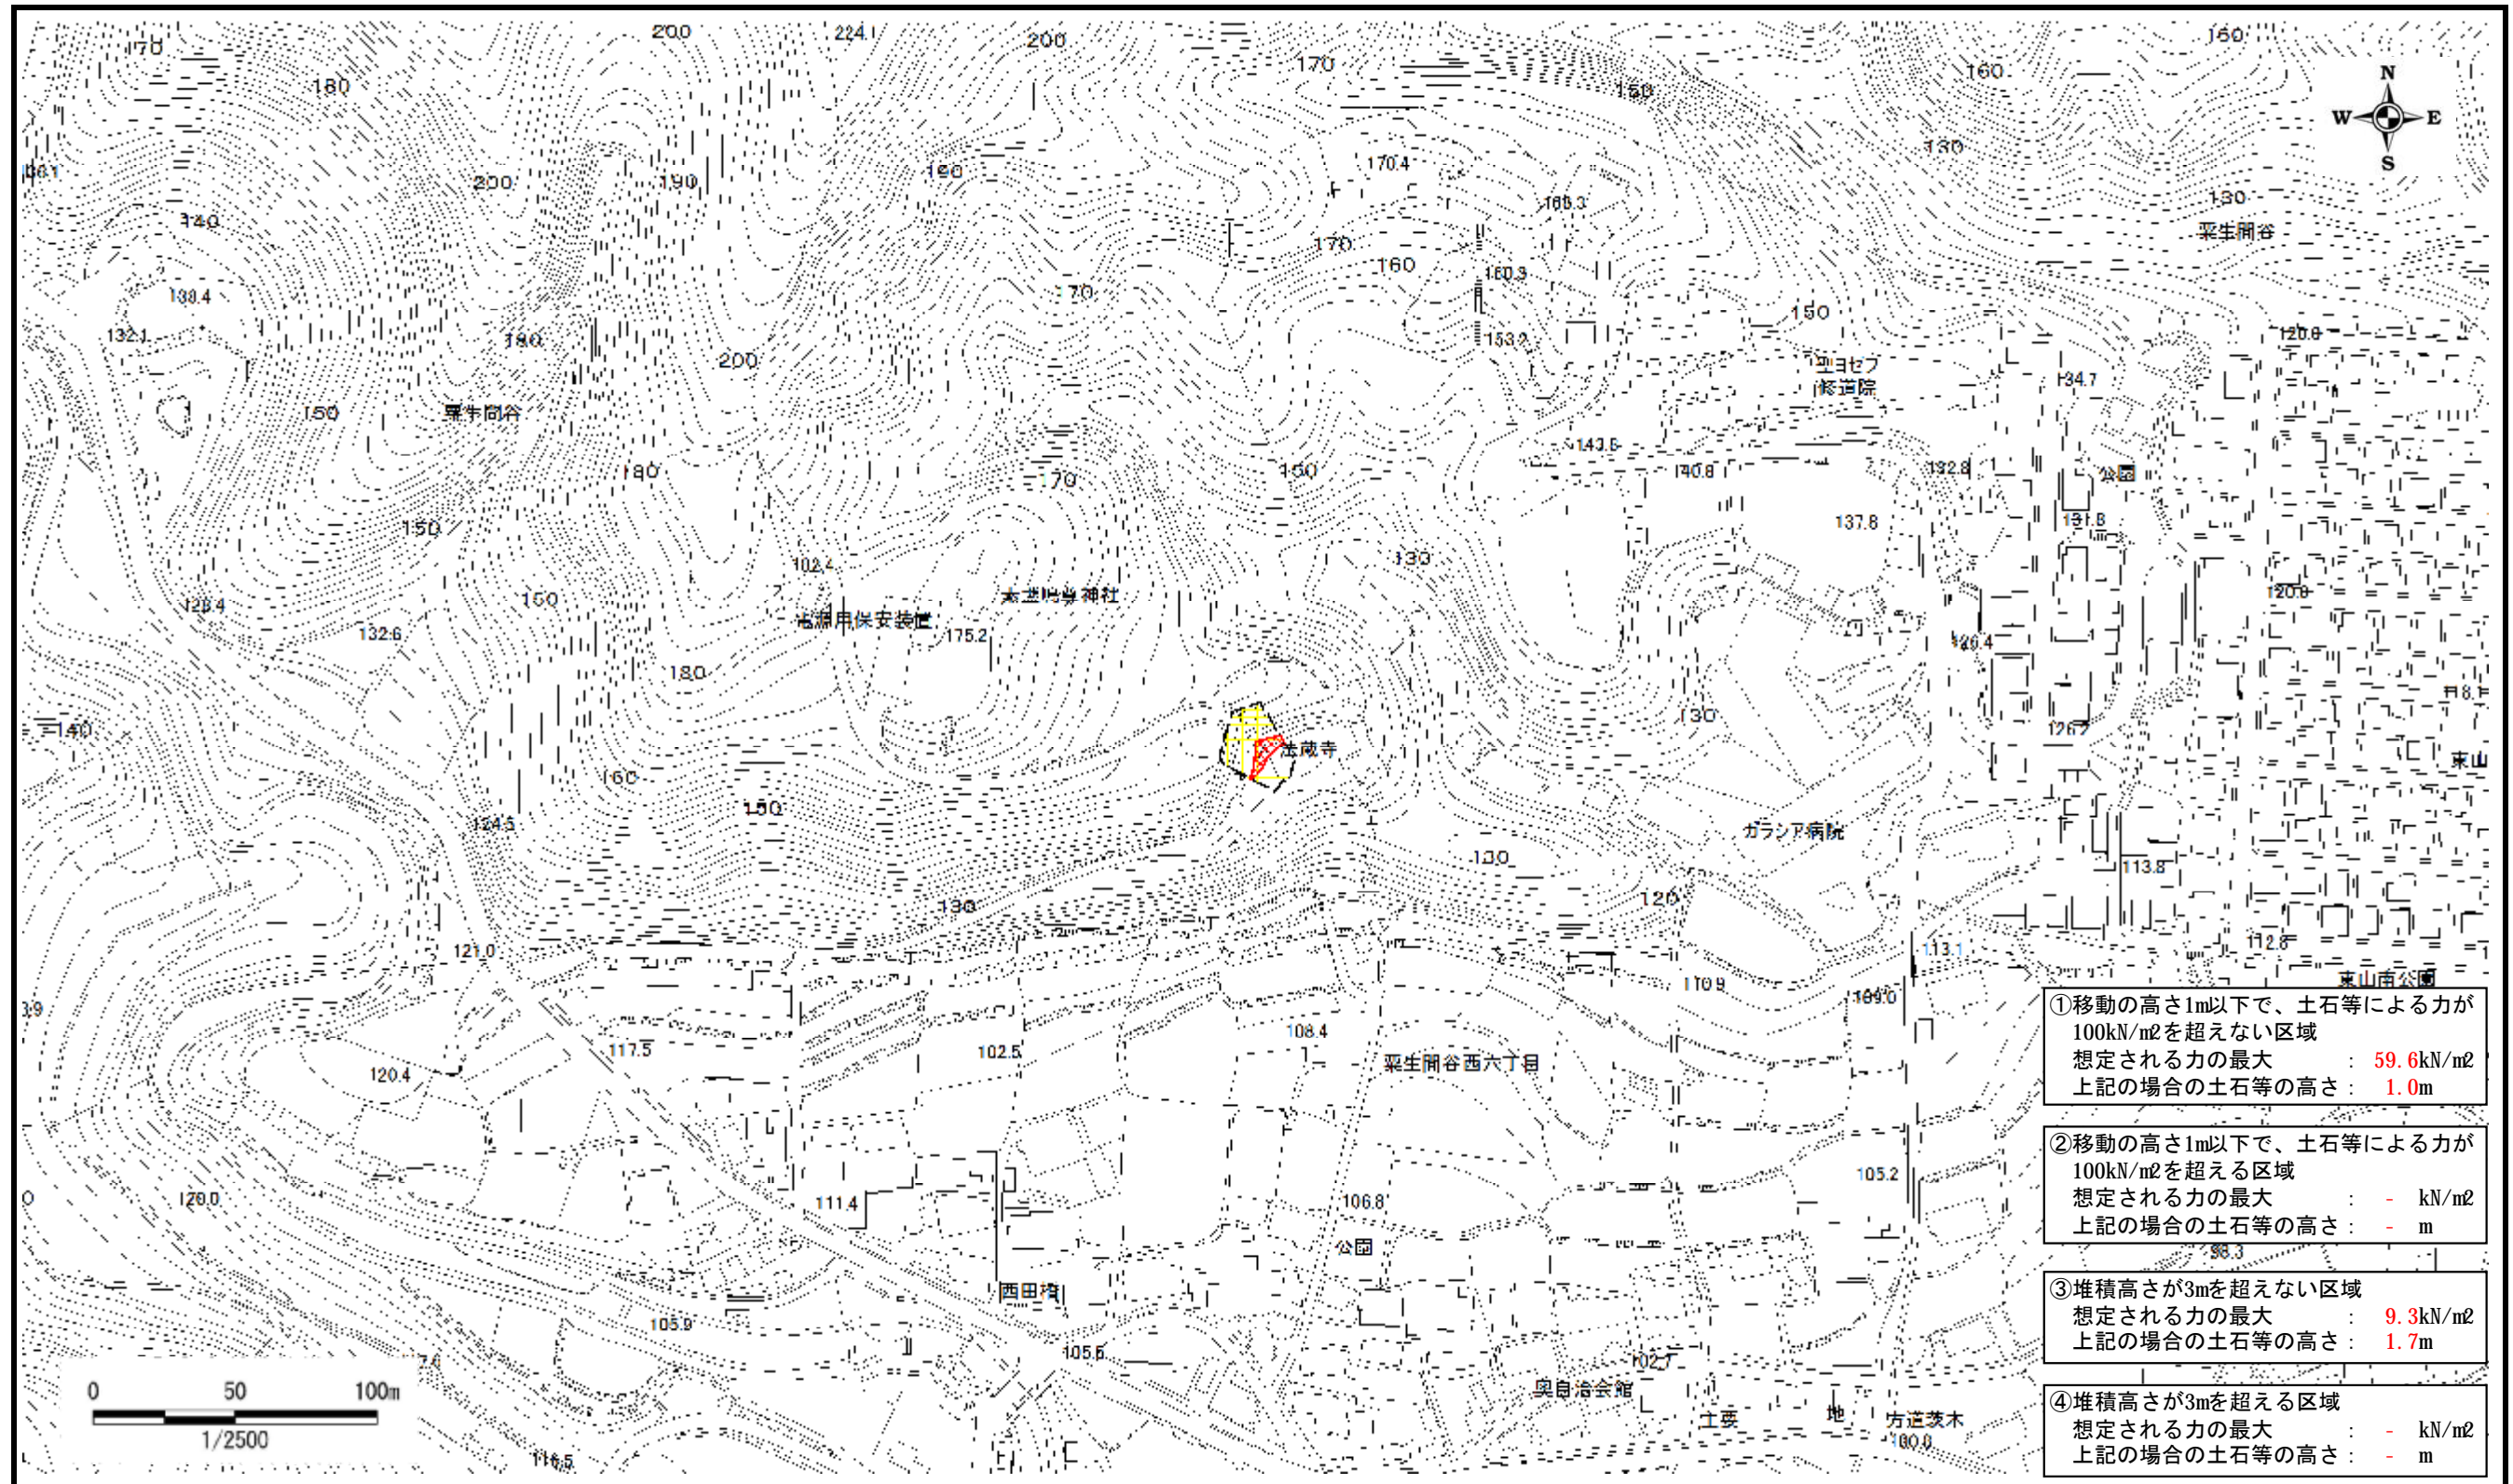 170
200
224.1
200
170
160
160
180
150
N
W
E
S
170.4
130
200
190
190
130
140
粟生間谷
170
160
160.3
138.4
170
150
132.1
180
153.2
120.8
200
聖ヨセフ
修道院
134.7
150
粟生間谷
143.6
180
170
150
140.8
132.8
公園
150
137.8
131.8
102.4
130
150
123.4
120.8
132.6
電源用保安装置
175.2
126.4
180
118.1
130
140
126.2
法蔵寺
東山
160
150
124.5
ガラシア病院
130
113.8
130
120
121.0
113.1
112.8
東山南公園
110.9
109.0
108.4
117.5
102.5
粟生間谷西六丁目
120.4
105.2
120.0
111.4
106.8
公園
98.3
西田橋
105.9
105.6
102.7
奥自治会館
主要
地
方道茨木
100.0
116.5
①移動の高さ1m以下で、土石等による力が
100kN/m2を超えない区域
想定される力の最大 : 59.6kN/m2
上記の場合の土石等の高さ : 1.0m
②移動の高さ1m以下で、土石等による力が
100kN/m2を超える区域
想定される力の最大 : - kN/m2
上記の場合の土石等の高さ : - m
③堆積高さが3mを超えない区域
想定される力の最大 : 9.3kN/m2
上記の場合の土石等の高さ : 1.7m
④堆積高さが3mを超える区域
想定される力の最大 : - kN/m2
上記の場合の土石等の高さ : - m
0 50 100m
1/2500